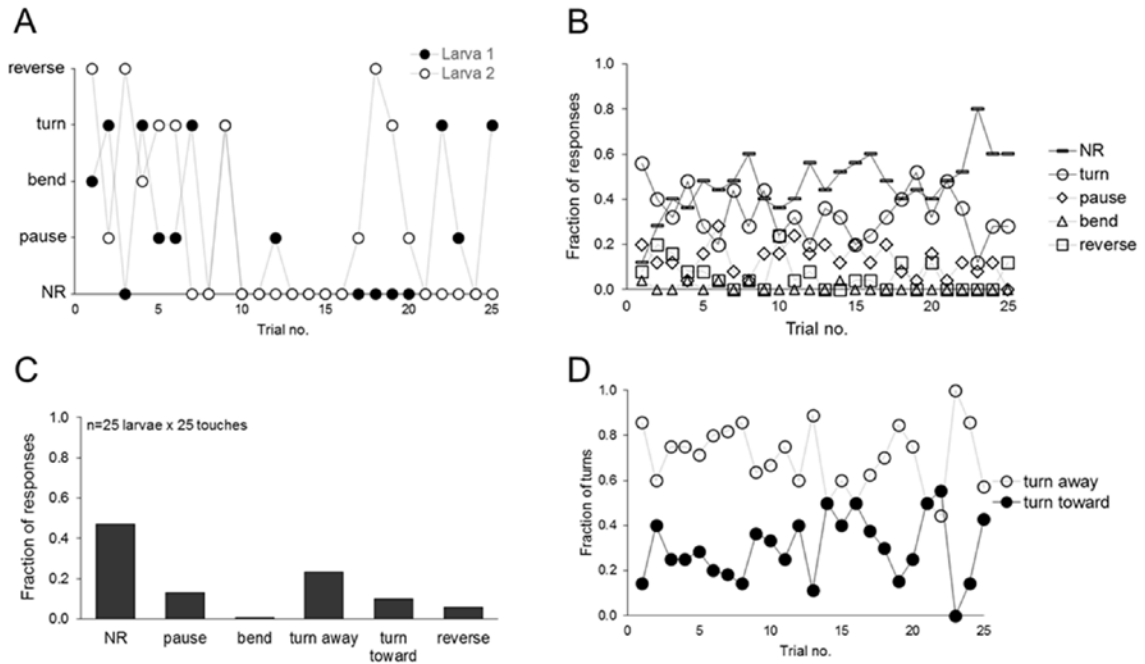 A
reverse
turn
bend
pause
NR
0 5 10 15 20 25
Trial no.
Larva 1
Larva 2
B
Fraction of responses
1.0
0.8
0.6
0.4
0.2
0.0
0 5 10 15 20 25
Trial no.
NR
turn
pause
bend
reverse
C
Fraction of responses
1.0
0.8
0.6
0.4
0.2
0.0
n=25 larvae x 25 touches
NR pause bend turn away turn reverse
toward
D
Fraction of turns
1.0
0.8
0.6
0.4
0.2
0
0 5 10 15 20 25
Trial no.
turn away
turn toward